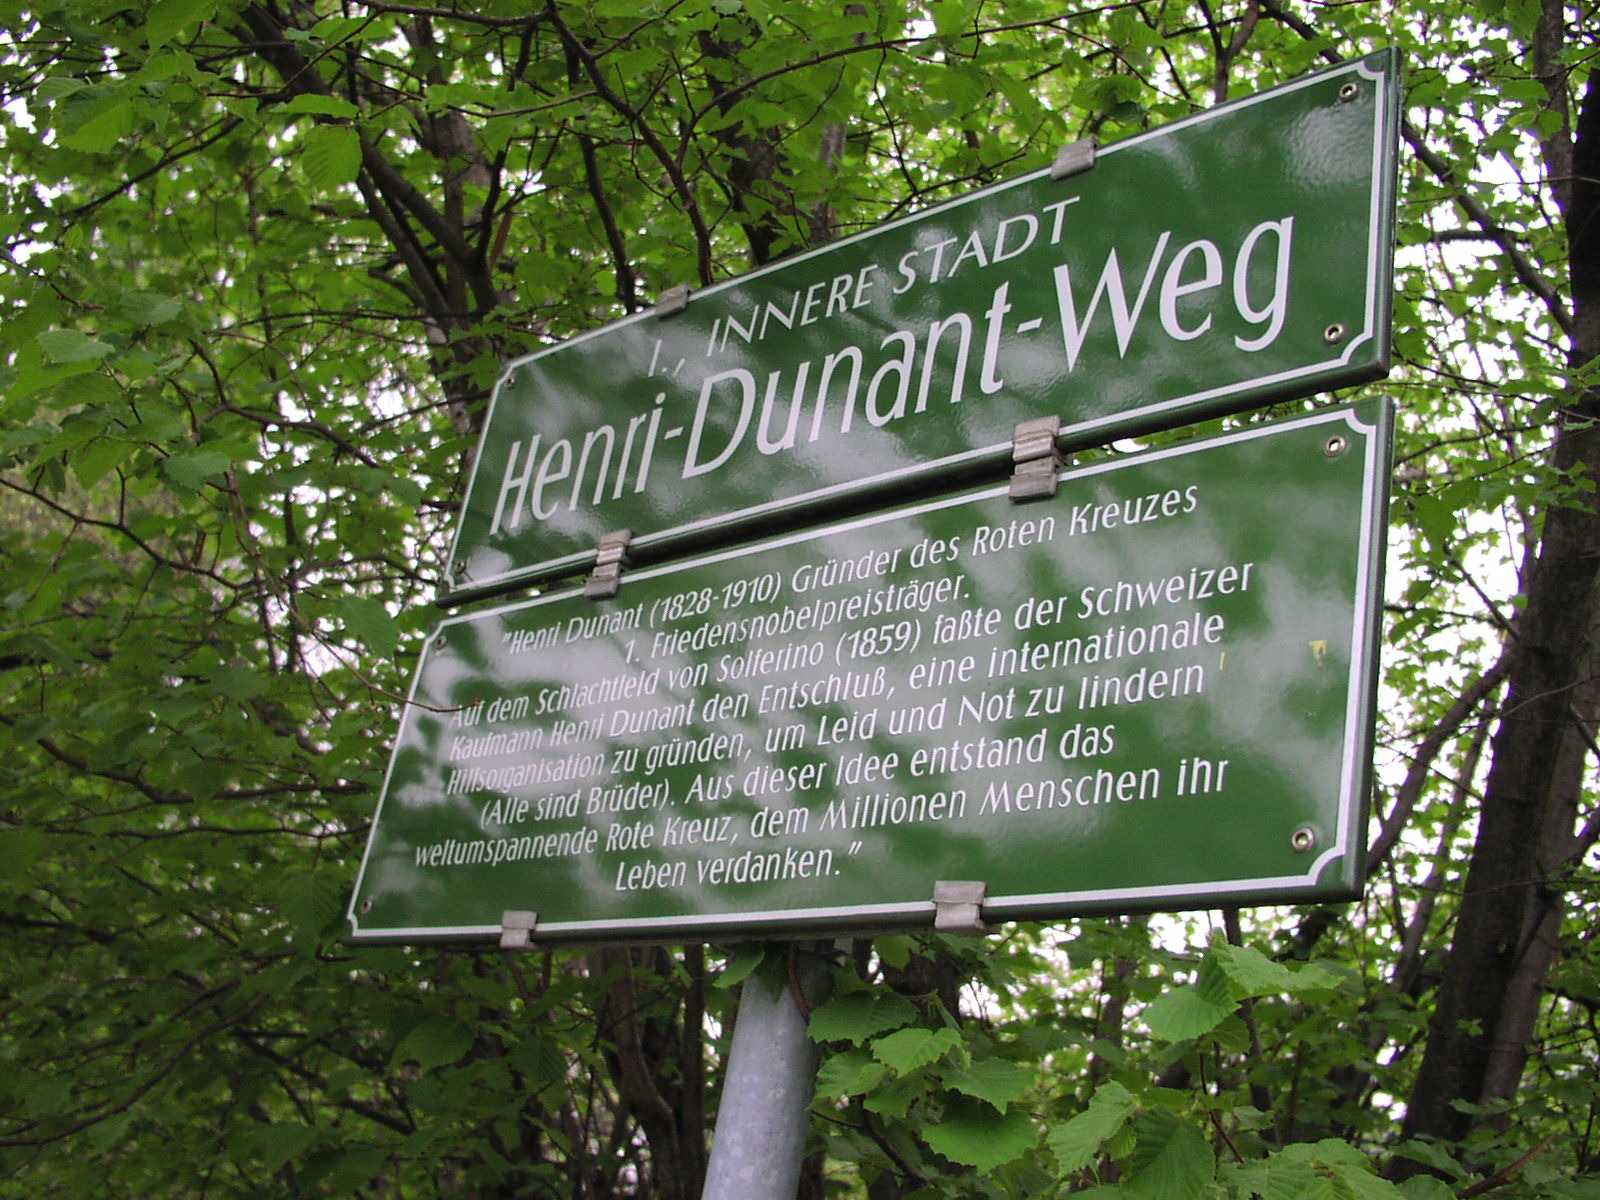 I., INNERE STADT
Henri-Dunant-Weg
"Henri Dunant (1828-1910) Gründer des Roten Kreuzes
1. Friedensnobelpreisträger.
Auf dem Schlachtfeld von Solferino (1859) faßte der Schweizer
Kaufmann Henri Dunant den Entschluß, eine internationale
Hilfsorganisation zu gründen, um Leid und Not zu lindern
(Alle sind Brüder). Aus dieser Idee entstand das
weltumspannende Rote Kreuz, dem Millionen Menschen ihr
Leben verdanken."